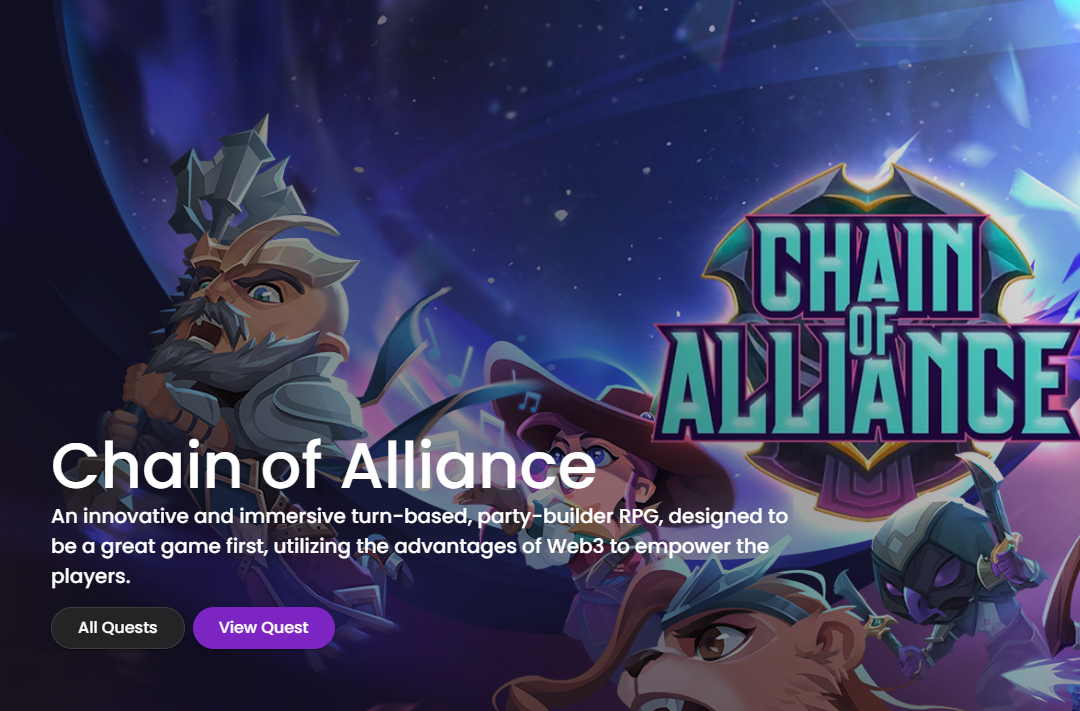 CHAIN
OF
ALLIANCE
Chain of Alliance
An innovative and immersive turn-based, party-builder RPG, designed to
be a great game first, utilizing the advantages of Web3 to empower the
players.
All Quests
View Quest